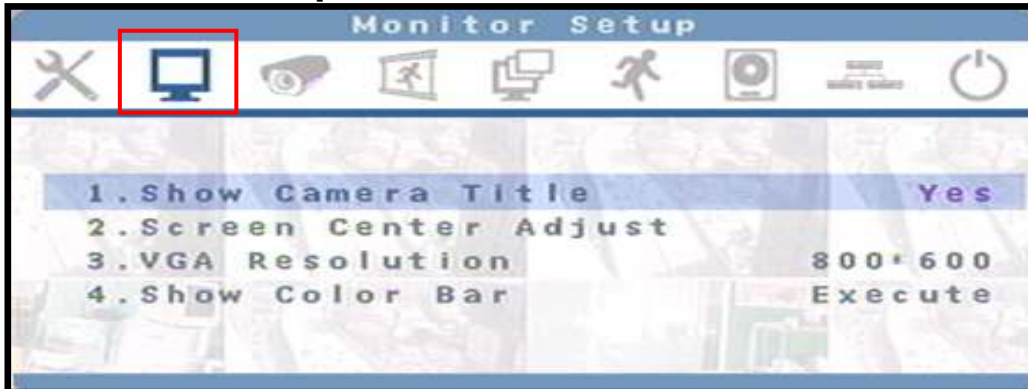 Monitor Setup
1.Show Camera Title Yes
2.Screen Center Adjust
3.VGA Resolution 800*600
4.Show Color Bar Execute